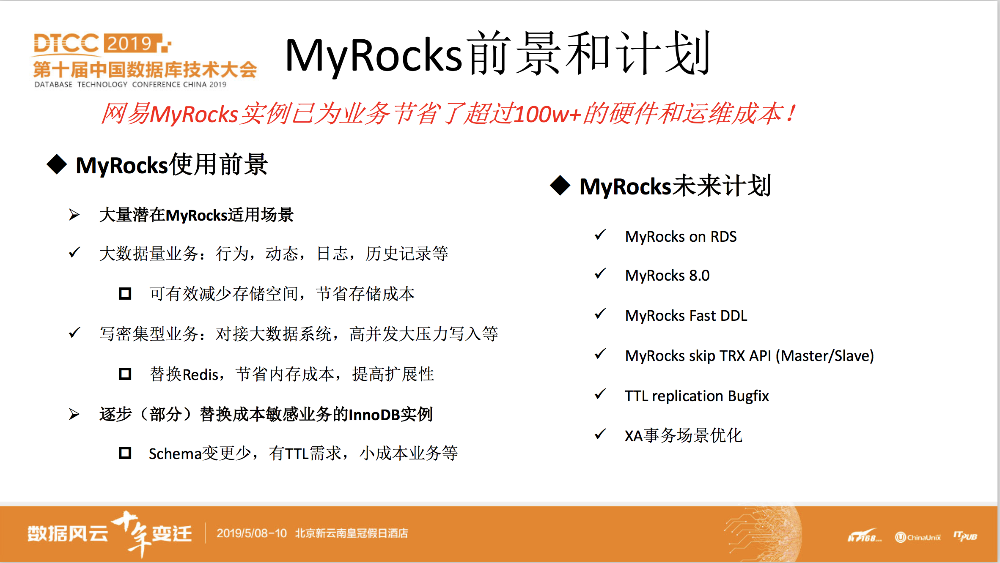 DTCC 2019
第十届中国数据库技术大会
DATABASE TECHNOLOGY CONFERENCE CHINA 2019
MyRocks前景和计划
网易MyRocks实例已为业务节省了超过100w+的硬件和运维成本！
MyRocks使用前景
大量潜在MyRocks适用场景
大数据量业务：行为，动态，日志，历史记录等
可有效减少存储空间，节省存储成本
写密集型业务：对接大数据系统，高并发大压力写入等
替换Redis，节省内存成本，提高扩展性
逐步（部分）替换成本敏感业务的InnoDB实例
Schema变更少，有TTL需求，小成本业务等
MyRocks未来计划
MyRocks on RDS
MyRocks 8.0
MyRocks Fast DDL
MyRocks skip TRX API (Master/Slave)
TTL replication Bugfix
XA事务场景优化
数据风云 十年 变迁
2019/5/08-10 北京新云南皇冠假日酒店
IT168.com
ChinaUnix
ITPUB